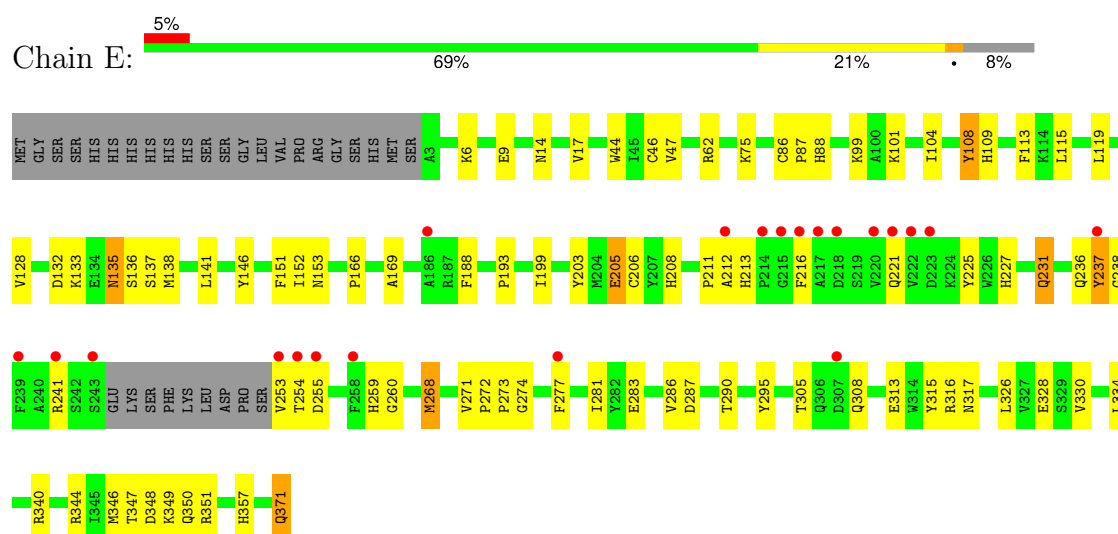 5%
Chain E:
69% 21% • 8%
MET GLY SER SER HIS HIS HIS HIS HIS HIS SER SER GLY LEU VAL PRO ARG GLY SER HIS MET SER A3 K6 E9 N14 V17 W44 I45 C46 V47 R62 K75 C86 P87 H88 K99 A100 K101 I104 Y108 H109 F113 K114 L115 L119
V128 D132 K133 E134 N135 S136 S137 M138 L141 Y146 F151 I152 N153 P166 A169 A186 R187 F188 P193 I199 Y203 M204 E205 C206 Y207 H208 P211 A212 H213 P214 G215 F216 A217 D218 S219 V220 Q221 V222 D223 K224 Y225 W226 H227 Q231 Q236 Y237 G238
F239 A240 R241 S242 S243 GLU LYS SER PHE LYS LEU ASP PRO SER V253 T254 D255 F258 H259 G260 M268 V271 P272 P273 G274 F277 I281 Y282 E283 V286 D287 T290 Y295 T305 Q306 D307 Q308 E313 W314 Y315 R316 N317 L326 V327 E328 S329 V330 L334
R340 R344 I345 M346 T347 D348 K349 Q350 R351 H357 Q371